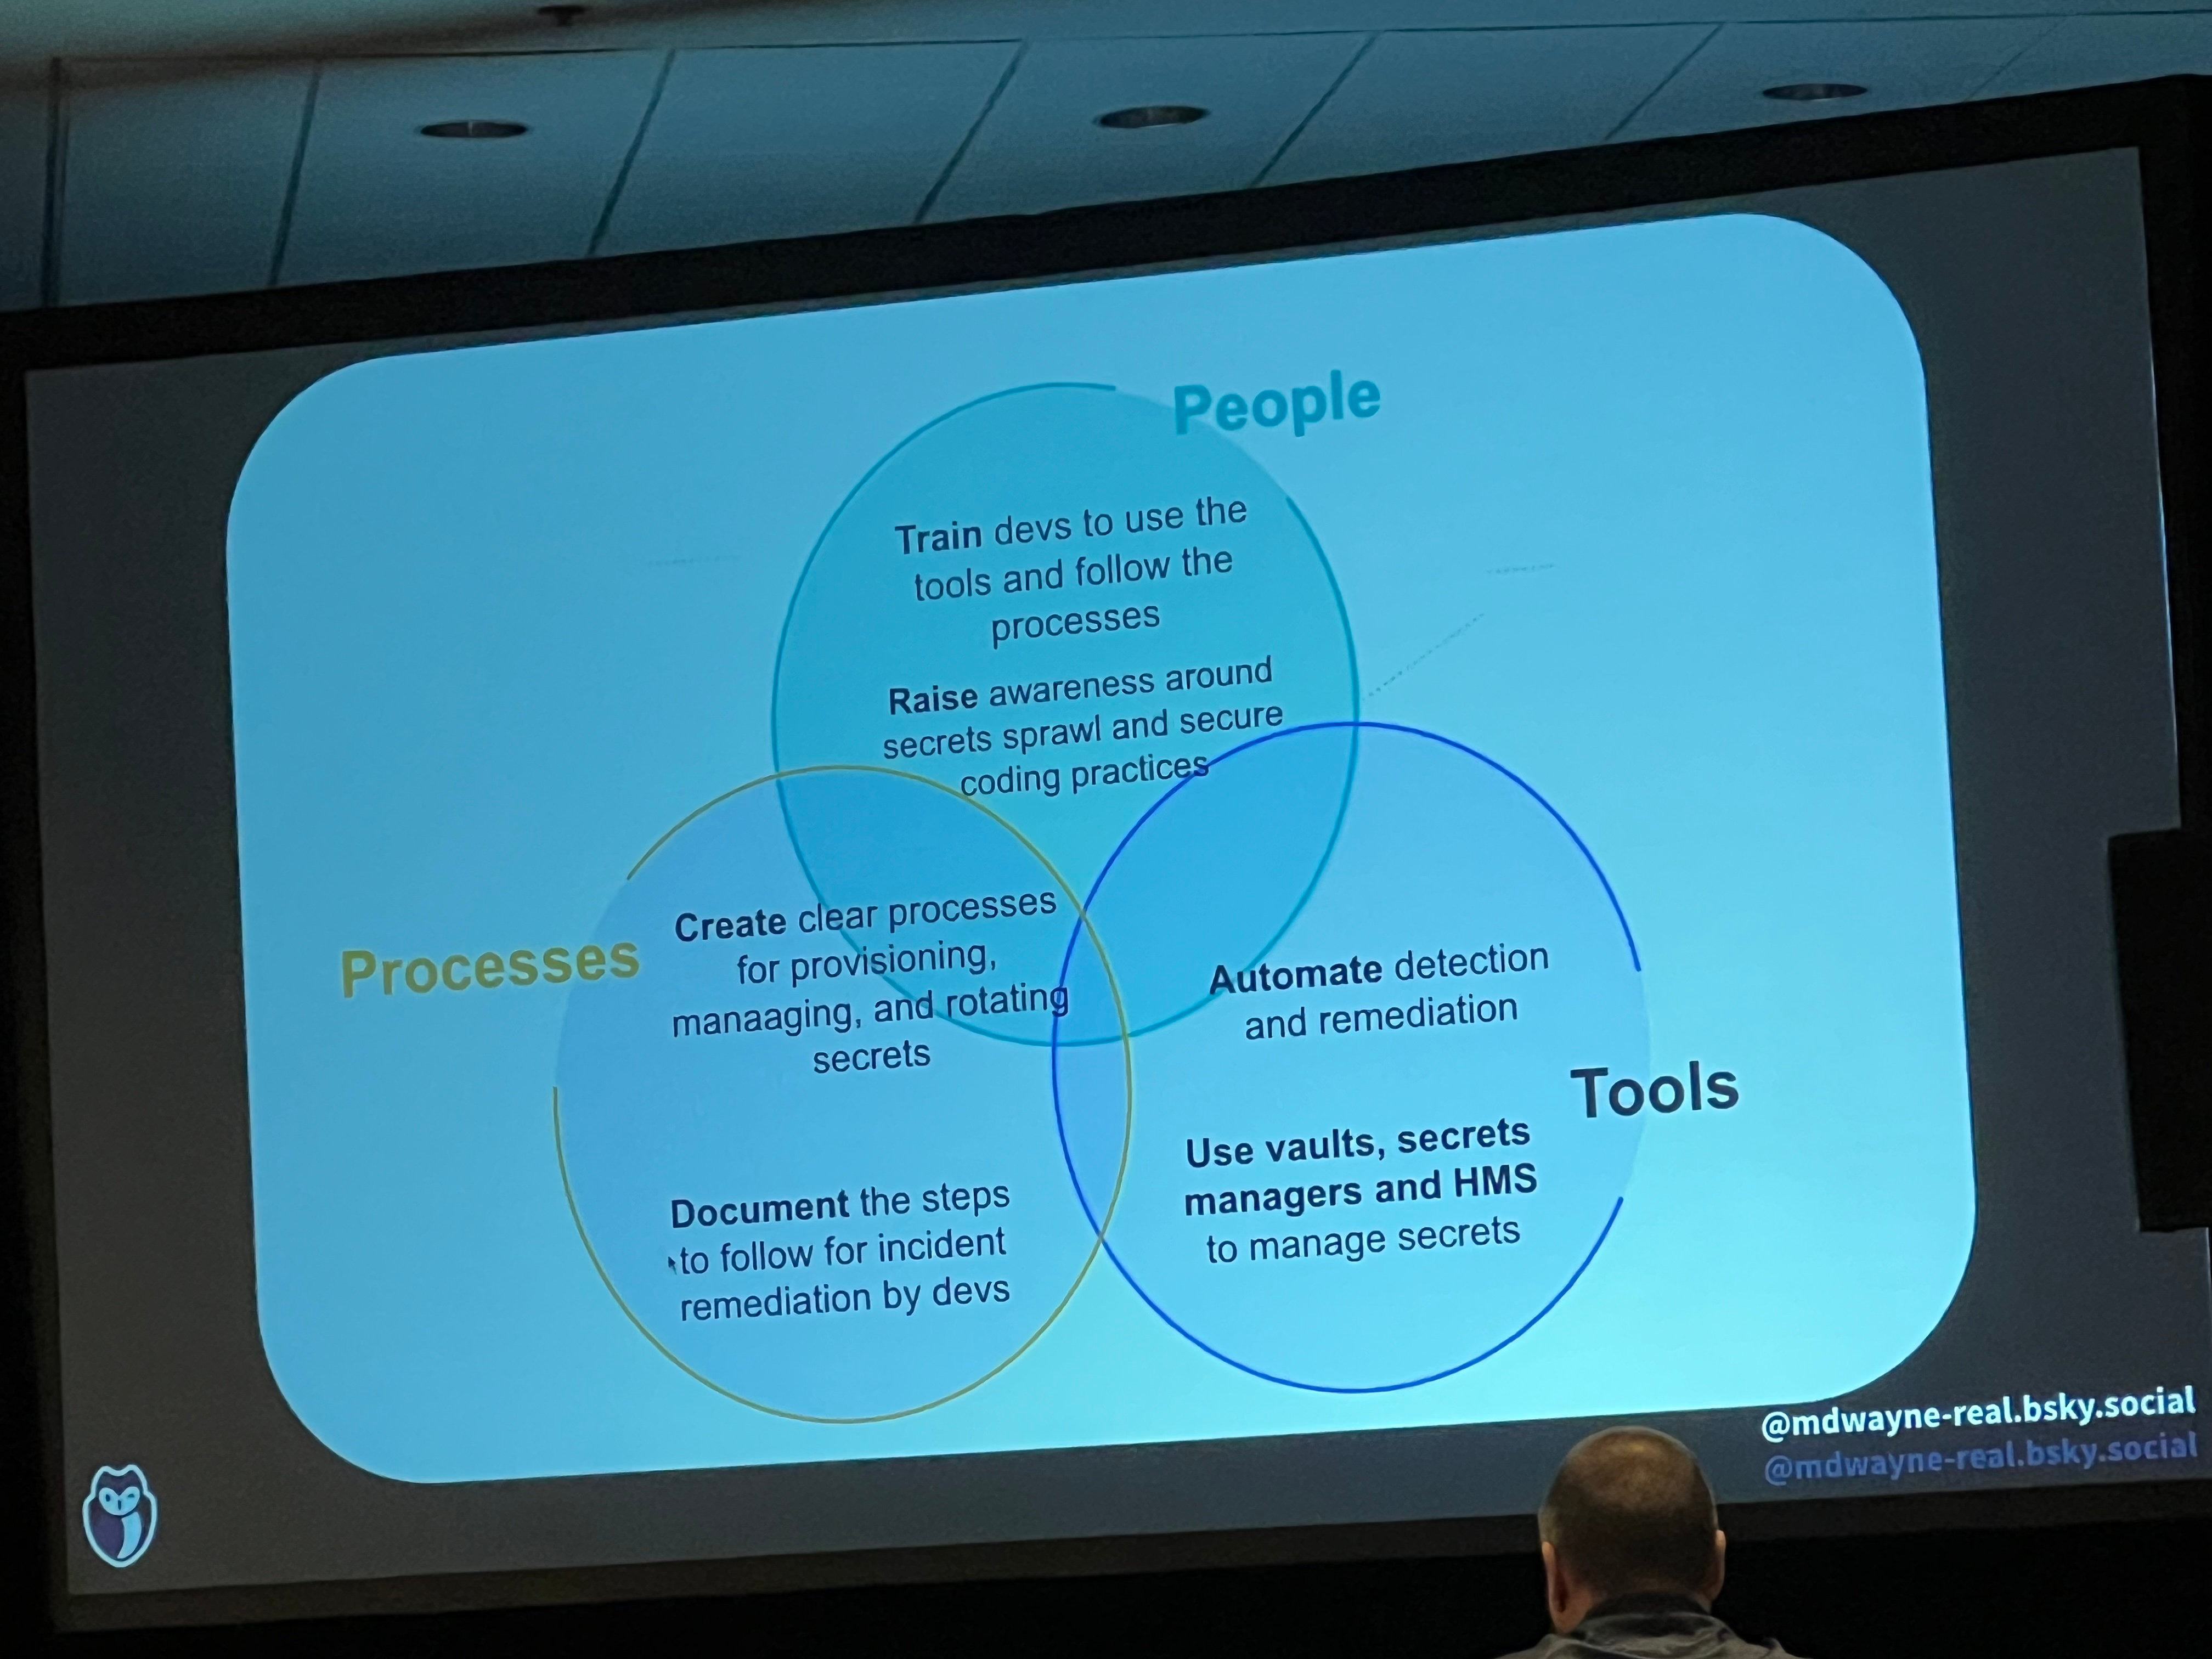 People
Train devs to use the
tools and follow the
processes
Raise awareness around
secrets sprawl and secure
coding practices
Processes
Create clear processes
for provisioning,
manaaging, and rotating
secrets
Document the steps
to follow for incident
remediation by devs
Automate detection
and remediation
Tools
Use vaults, secrets
managers and HMS
to manage secrets
@mdwayne-real.bsky.social
@mdwayne-real.bsky.social